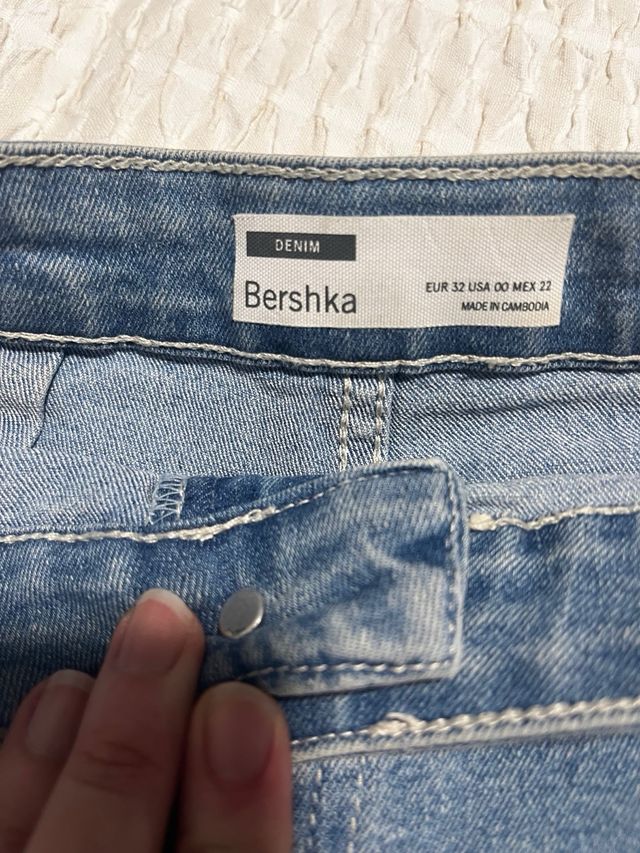 DENIM
Bershka
EUR 32 USA 00 MEX 22
MADE IN CAMBODIA